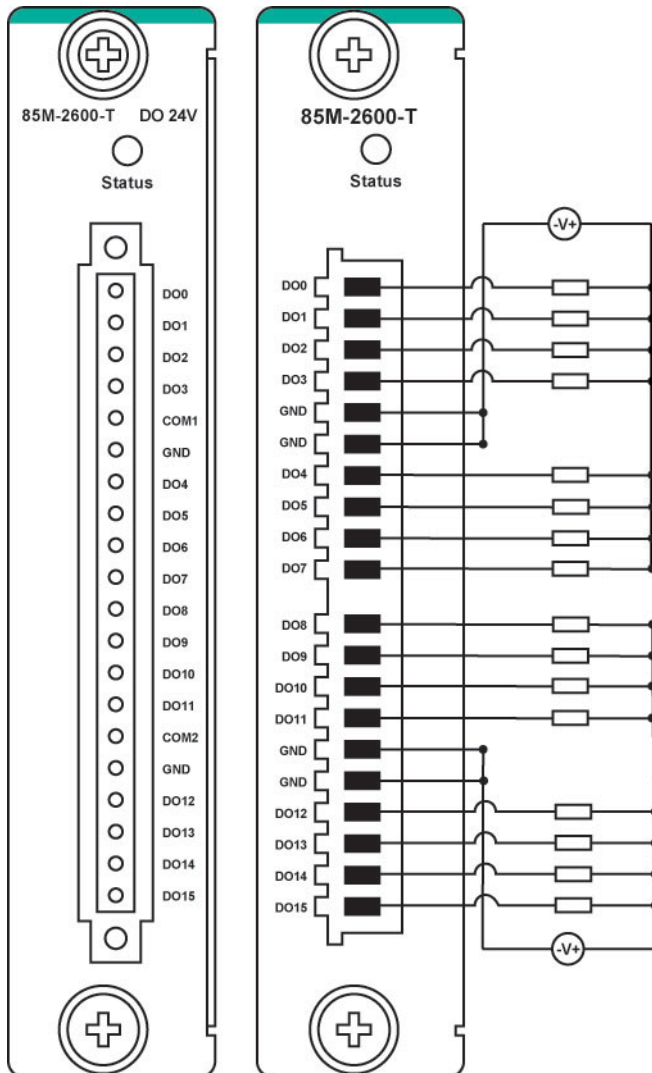 85M-2600-T DO 24V
Status
DO0
DO1
DO2
DO3
COM1
GND
DO4
DO5
DO6
DO7
DO8
DO9
DO10
DO11
COM2
GND
DO12
DO13
DO14
DO15
85M-2600-T
Status
-V+
DO0
DO1
DO2
DO3
GND
GND
DO4
DO5
DO6
DO7
DO8
DO9
DO10
DO11
GND
GND
DO12
DO13
DO14
DO15
-V+